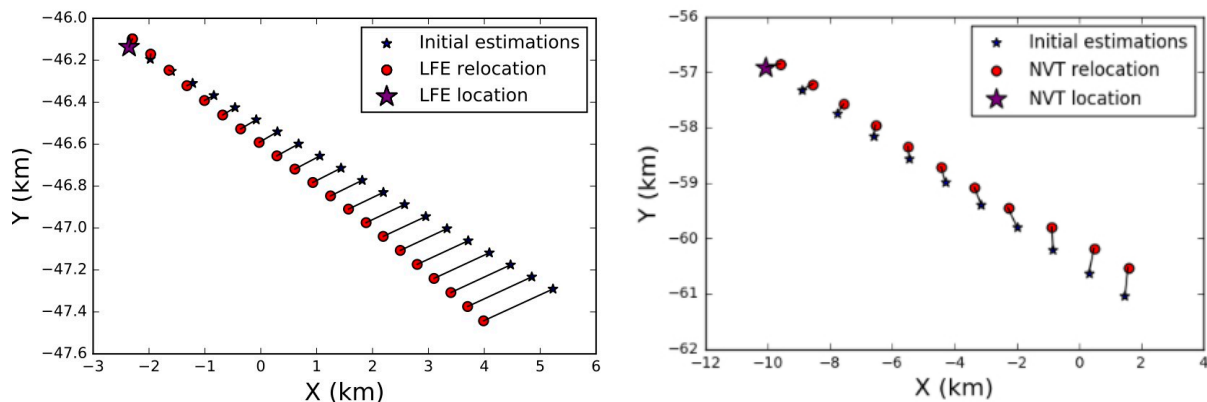 −46.0
−46.2
−46.4
−46.6
−46.8
−47.0
−47.2
−47.4
−47.6
Y (km)
Initial estimations
LFE relocation
LFE location
−3 −2 −1 0 1 2 3 4 5 6
X (km)
−56
−57
−58
−59
−60
−61
−62
Y (km)
Initial estimations
NVT relocation
NVT location
−12 −10 −8 −6 −4 −2 0 2 4
X (km)